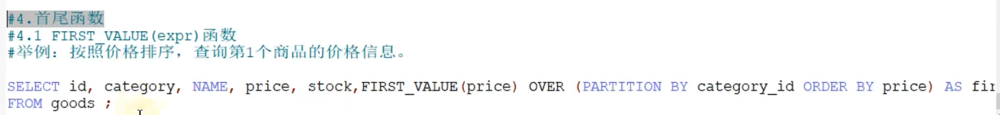 #4.首尾函数
#4.1 FIRST_VALUE(expr)函数
#举例：按照价格排序，查询第1个商品的价格信息。
SELECT id, category, NAME, price, stock,FIRST_VALUE(price) OVER (PARTITION BY category_id ORDER BY price) AS fir
FROM goods ;